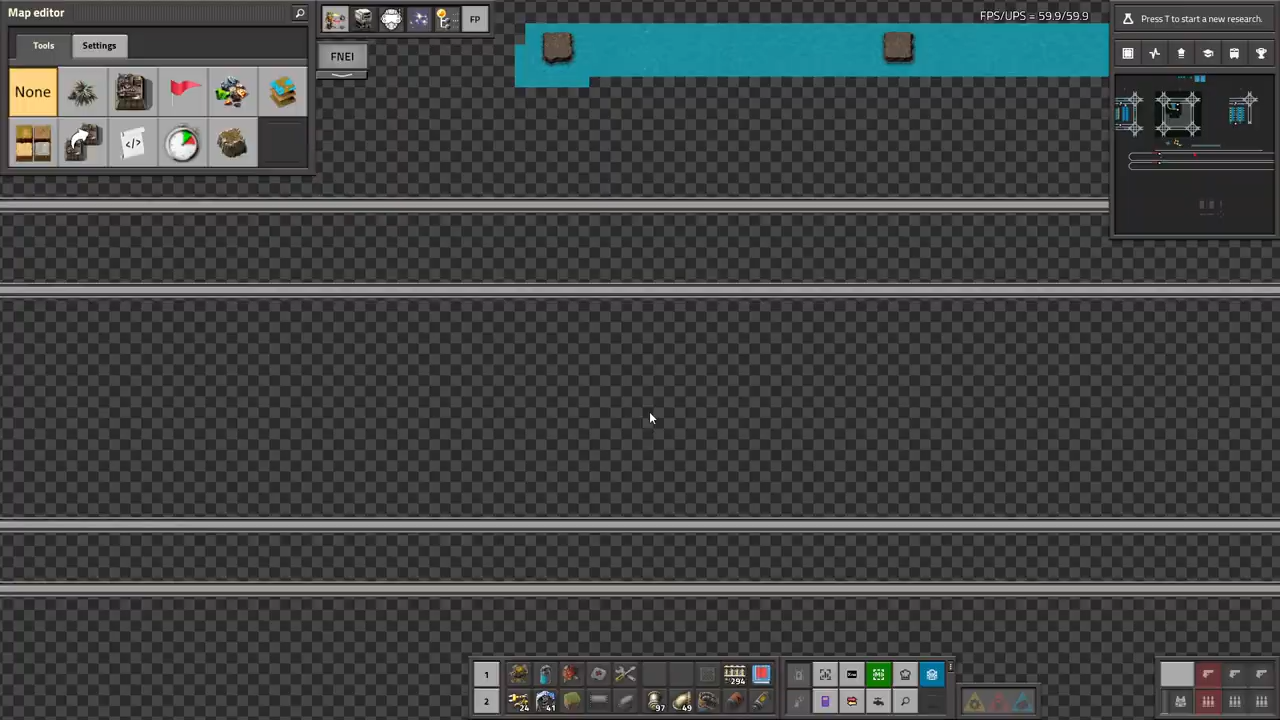 Map editor
Tools
Settings
None
</>
FP
FNEI
FPS/UPS = 59.9/59.9
Press T to start a new research.
1
294
2
24
41
97
49